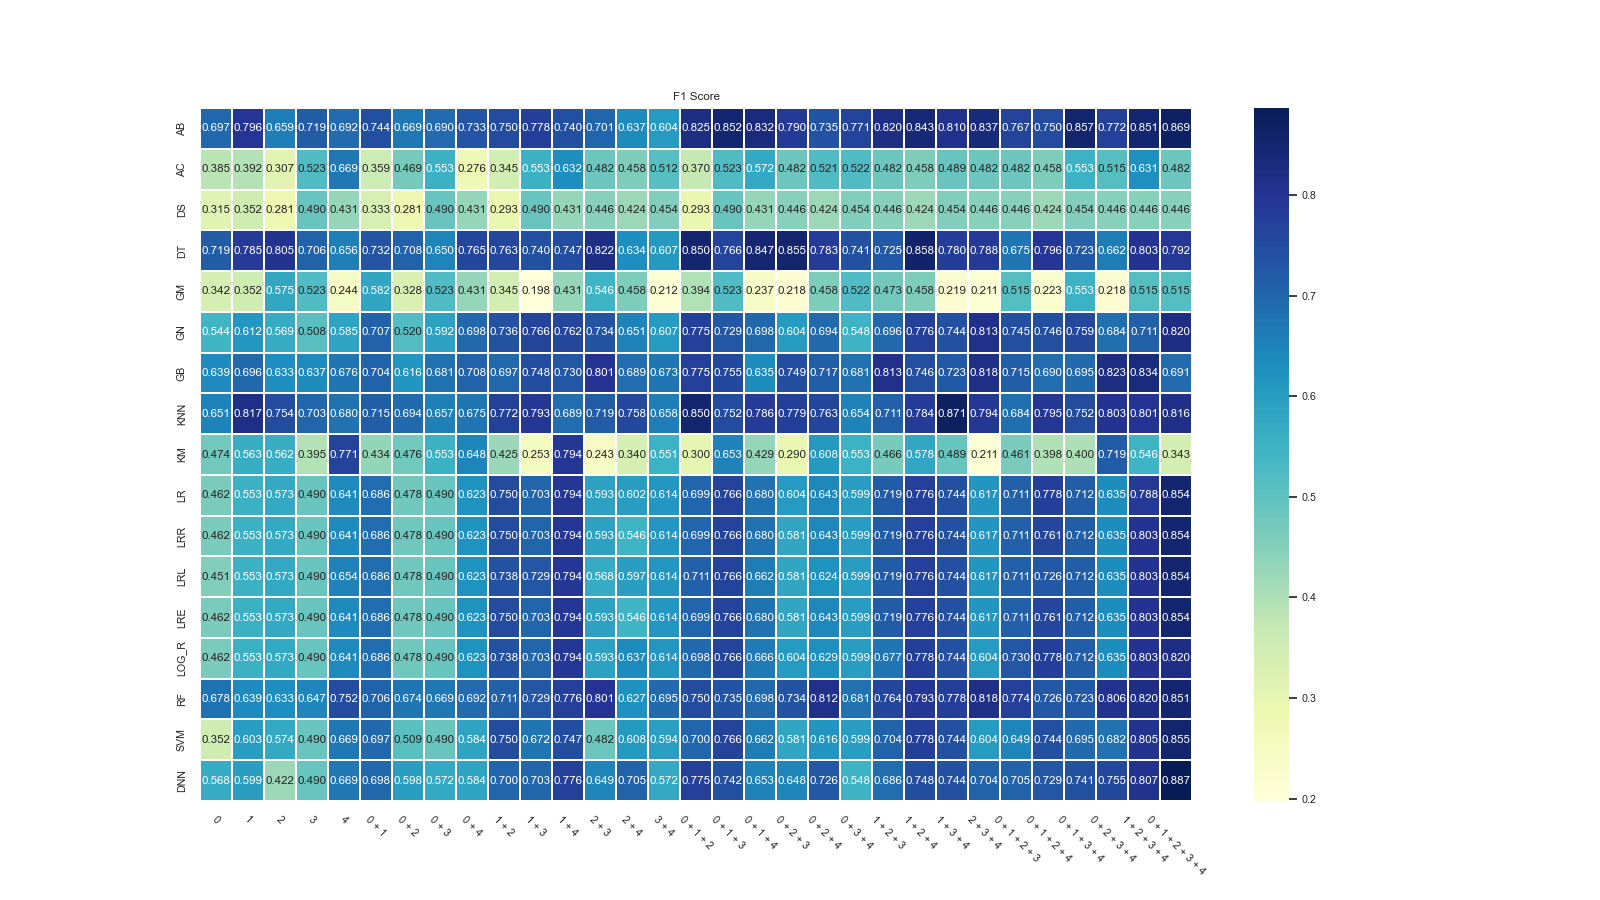 F1 Score
AB 0.697 0.796 0.659 0.719 0.692 0.744 0.669 0.690 0.733 0.750 0.778 0.740 0.701 0.637 0.604 0.825 0.852 0.832 0.790 0.735 0.771 0.820 0.843 0.810 0.837 0.767 0.750 0.857 0.772 0.851 0.869
AC 0.385 0.392 0.307 0.523 0.669 0.359 0.469 0.553 0.276 0.345 0.553 0.632 0.482 0.458 0.512 0.370 0.523 0.572 0.482 0.521 0.522 0.482 0.458 0.489 0.482 0.482 0.458 0.553 0.515 0.631 0.482
DS 0.315 0.352 0.281 0.490 0.431 0.333 0.281 0.490 0.431 0.293 0.490 0.431 0.446 0.424 0.454 0.293 0.490 0.431 0.446 0.424 0.454 0.446 0.424 0.454 0.446 0.446 0.424 0.454 0.446 0.446 0.446
0.8
DT 0.719 0.785 0.805 0.706 0.656 0.732 0.708 0.650 0.765 0.763 0.740 0.747 0.822 0.634 0.607 0.850 0.766 0.847 0.855 0.783 0.741 0.725 0.858 0.780 0.788 0.675 0.796 0.723 0.662 0.803 0.792
GM 0.342 0.352 0.575 0.523 0.244 0.582 0.328 0.523 0.431 0.345 0.198 0.431 0.546 0.458 0.212 0.394 0.523 0.237 0.218 0.458 0.522 0.473 0.458 0.219 0.211 0.515 0.223 0.553 0.218 0.515 0.515
0.7
GN 0.544 0.612 0.569 0.508 0.585 0.707 0.520 0.592 0.698 0.736 0.766 0.762 0.734 0.651 0.607 0.775 0.729 0.698 0.604 0.694 0.548 0.696 0.776 0.744 0.813 0.745 0.746 0.759 0.684 0.711 0.820
GB 0.639 0.696 0.633 0.637 0.676 0.704 0.616 0.681 0.708 0.697 0.748 0.730 0.801 0.689 0.673 0.775 0.755 0.635 0.749 0.717 0.681 0.813 0.746 0.723 0.818 0.715 0.690 0.695 0.823 0.834 0.691
0.6
KNN 0.651 0.817 0.754 0.703 0.680 0.715 0.694 0.657 0.675 0.772 0.793 0.689 0.719 0.758 0.658 0.850 0.752 0.786 0.779 0.763 0.654 0.711 0.784 0.871 0.794 0.684 0.795 0.752 0.803 0.801 0.816
KM 0.474 0.563 0.562 0.395 0.771 0.434 0.476 0.553 0.648 0.425 0.253 0.794 0.243 0.340 0.551 0.300 0.653 0.429 0.290 0.608 0.553 0.466 0.578 0.489 0.211 0.461 0.398 0.400 0.719 0.546 0.343
LR 0.462 0.553 0.573 0.490 0.641 0.686 0.478 0.490 0.623 0.750 0.703 0.794 0.593 0.602 0.614 0.699 0.766 0.680 0.604 0.643 0.599 0.719 0.776 0.744 0.617 0.711 0.778 0.712 0.635 0.788 0.854
0.5
LRR 0.462 0.553 0.573 0.490 0.641 0.686 0.478 0.490 0.623 0.750 0.703 0.794 0.593 0.546 0.614 0.699 0.766 0.680 0.581 0.643 0.599 0.719 0.776 0.744 0.617 0.711 0.761 0.712 0.635 0.803 0.854
LRL 0.451 0.553 0.573 0.490 0.654 0.686 0.478 0.490 0.623 0.738 0.729 0.794 0.568 0.597 0.614 0.711 0.766 0.662 0.581 0.624 0.599 0.719 0.776 0.744 0.617 0.711 0.726 0.712 0.635 0.803 0.854
0.4
LRE 0.462 0.553 0.573 0.490 0.641 0.686 0.478 0.490 0.623 0.750 0.703 0.794 0.593 0.546 0.614 0.699 0.766 0.680 0.581 0.643 0.599 0.719 0.776 0.744 0.617 0.711 0.761 0.712 0.635 0.803 0.854
LOG_R 0.462 0.553 0.573 0.490 0.641 0.686 0.478 0.490 0.623 0.738 0.703 0.794 0.593 0.637 0.614 0.698 0.766 0.666 0.604 0.629 0.599 0.677 0.778 0.744 0.604 0.730 0.778 0.712 0.635 0.803 0.820
RF 0.678 0.639 0.633 0.647 0.752 0.706 0.674 0.669 0.692 0.711 0.729 0.776 0.801 0.627 0.695 0.750 0.735 0.698 0.734 0.812 0.681 0.764 0.793 0.778 0.818 0.774 0.726 0.723 0.806 0.820 0.851
0.3
SVM 0.352 0.603 0.574 0.490 0.669 0.697 0.509 0.490 0.584 0.750 0.672 0.747 0.482 0.608 0.594 0.700 0.766 0.662 0.581 0.616 0.599 0.704 0.778 0.744 0.604 0.649 0.744 0.695 0.682 0.805 0.855
DNN 0.568 0.599 0.422 0.490 0.669 0.698 0.598 0.572 0.584 0.700 0.703 0.776 0.649 0.705 0.572 0.775 0.742 0.653 0.648 0.726 0.548 0.686 0.748 0.744 0.704 0.705 0.729 0.741 0.755 0.807 0.887
0.2
0
1
2
3
4
0 + 1
0 + 2
0 + 3
0 + 4
1 + 2
1 + 3
1 + 4
2 + 3
2 + 4
3 + 4
0 + 1 + 2
0 + 1 + 3
0 + 1 + 4
0 + 2 + 3
0 + 2 + 4
0 + 3 + 4
1 + 2 + 3
1 + 2 + 4
1 + 3 + 4
2 + 3 + 4
0 + 1 + 2 + 3
0 + 1 + 2 + 4
0 + 1 + 3 + 4
0 + 2 + 3 + 4
1 + 2 + 3 + 4
0 + 1 + 2 + 3 + 4